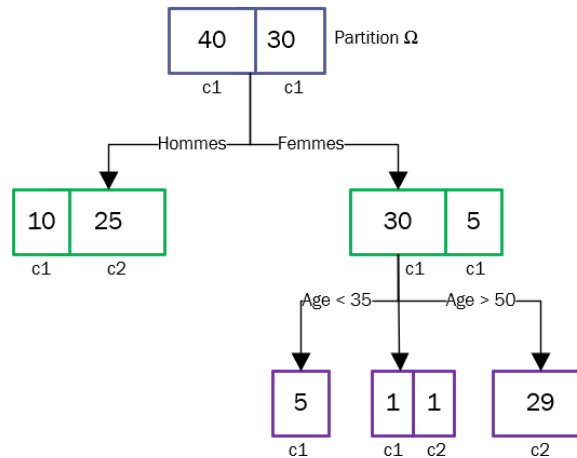 40 30 Partition Ω
c1 c1
Hommes Femmes
10 25 30 5
c1 c2 c1 c1
Age < 35 Age > 50
5 1 1 29
c1 c1 c2 c2